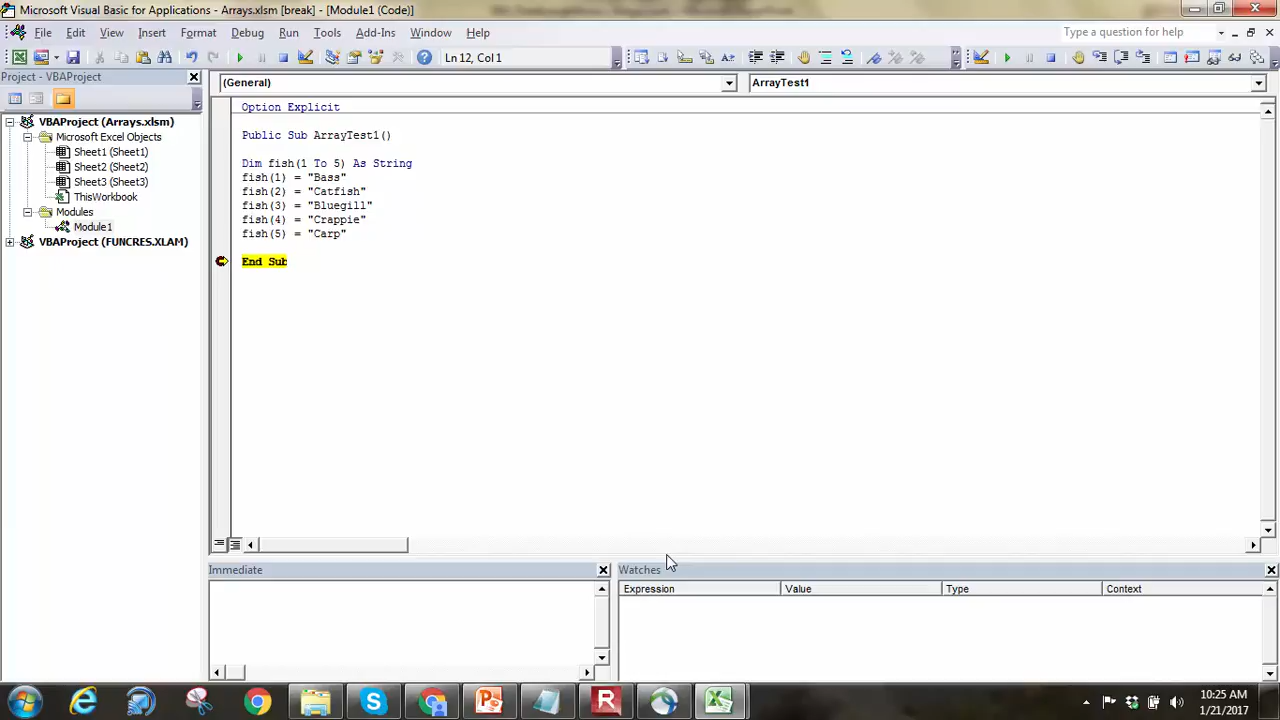 Microsoft Visual Basic for Applications - Arrays.xlsm [break] - [Module1 (Code)]
File Edit View Insert Format Debug Run Tools Add-Ins Window Help
Type a question for help
Ln 12, Col 1
Project - VBAProject
(General)
ArrayTest1
VBAProject (Arrays.xlsm)
Microsoft Excel Objects
Sheet1 (Sheet1)
Sheet2 (Sheet2)
Sheet3 (Sheet3)
ThisWorkbook
Modules
Module1
VBAProject (FUNCRES.XLAM)
Option Explicit
Public Sub ArrayTest1()
Dim fish(1 To 5) As String
fish(1) = "Bass"
fish(2) = "Catfish"
fish(3) = "Bluegill"
fish(4) = "Crappie"
fish(5) = "Carp"
End Sub
Immediate
Watches
Expression Value Type Context
10:25 AM
1/21/2017